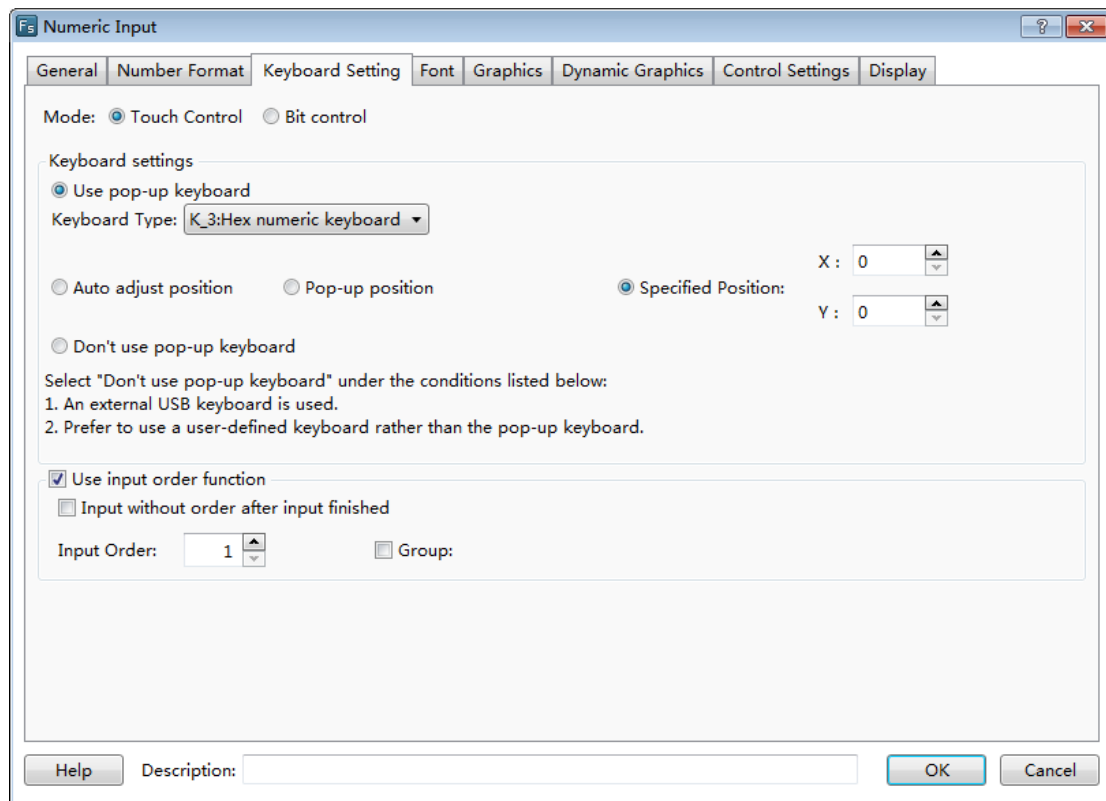 Fs Numeric Input
General Number Format Keyboard Setting Font Graphics Dynamic Graphics Control Settings Display
Mode: Touch Control Bit control
Keyboard settings
Use pop-up keyboard
Keyboard Type: K_3:Hex numeric keyboard
X : 0
Auto adjust position Pop-up position Specified Position:
Y : 0
Don't use pop-up keyboard
Select "Don't use pop-up keyboard" under the conditions listed below:
1. An external USB keyboard is used.
2. Prefer to use a user-defined keyboard rather than the pop-up keyboard.
Use input order function
Input without order after input finished
Input Order: 1 Group:
Help Description: OK Cancel